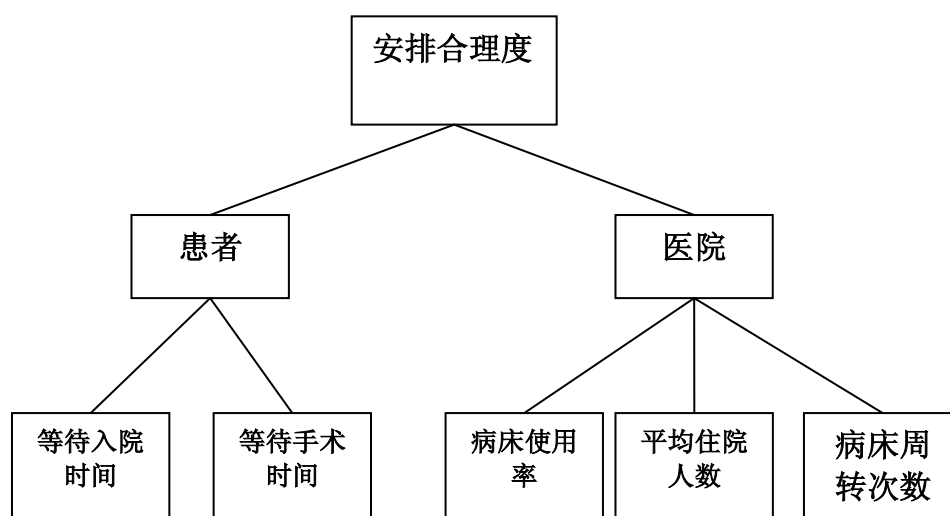 安排合理度
患者
医院
等待入院
时间
等待手术
时间
病床使用
率
平均住院
人数
病床周
转次数